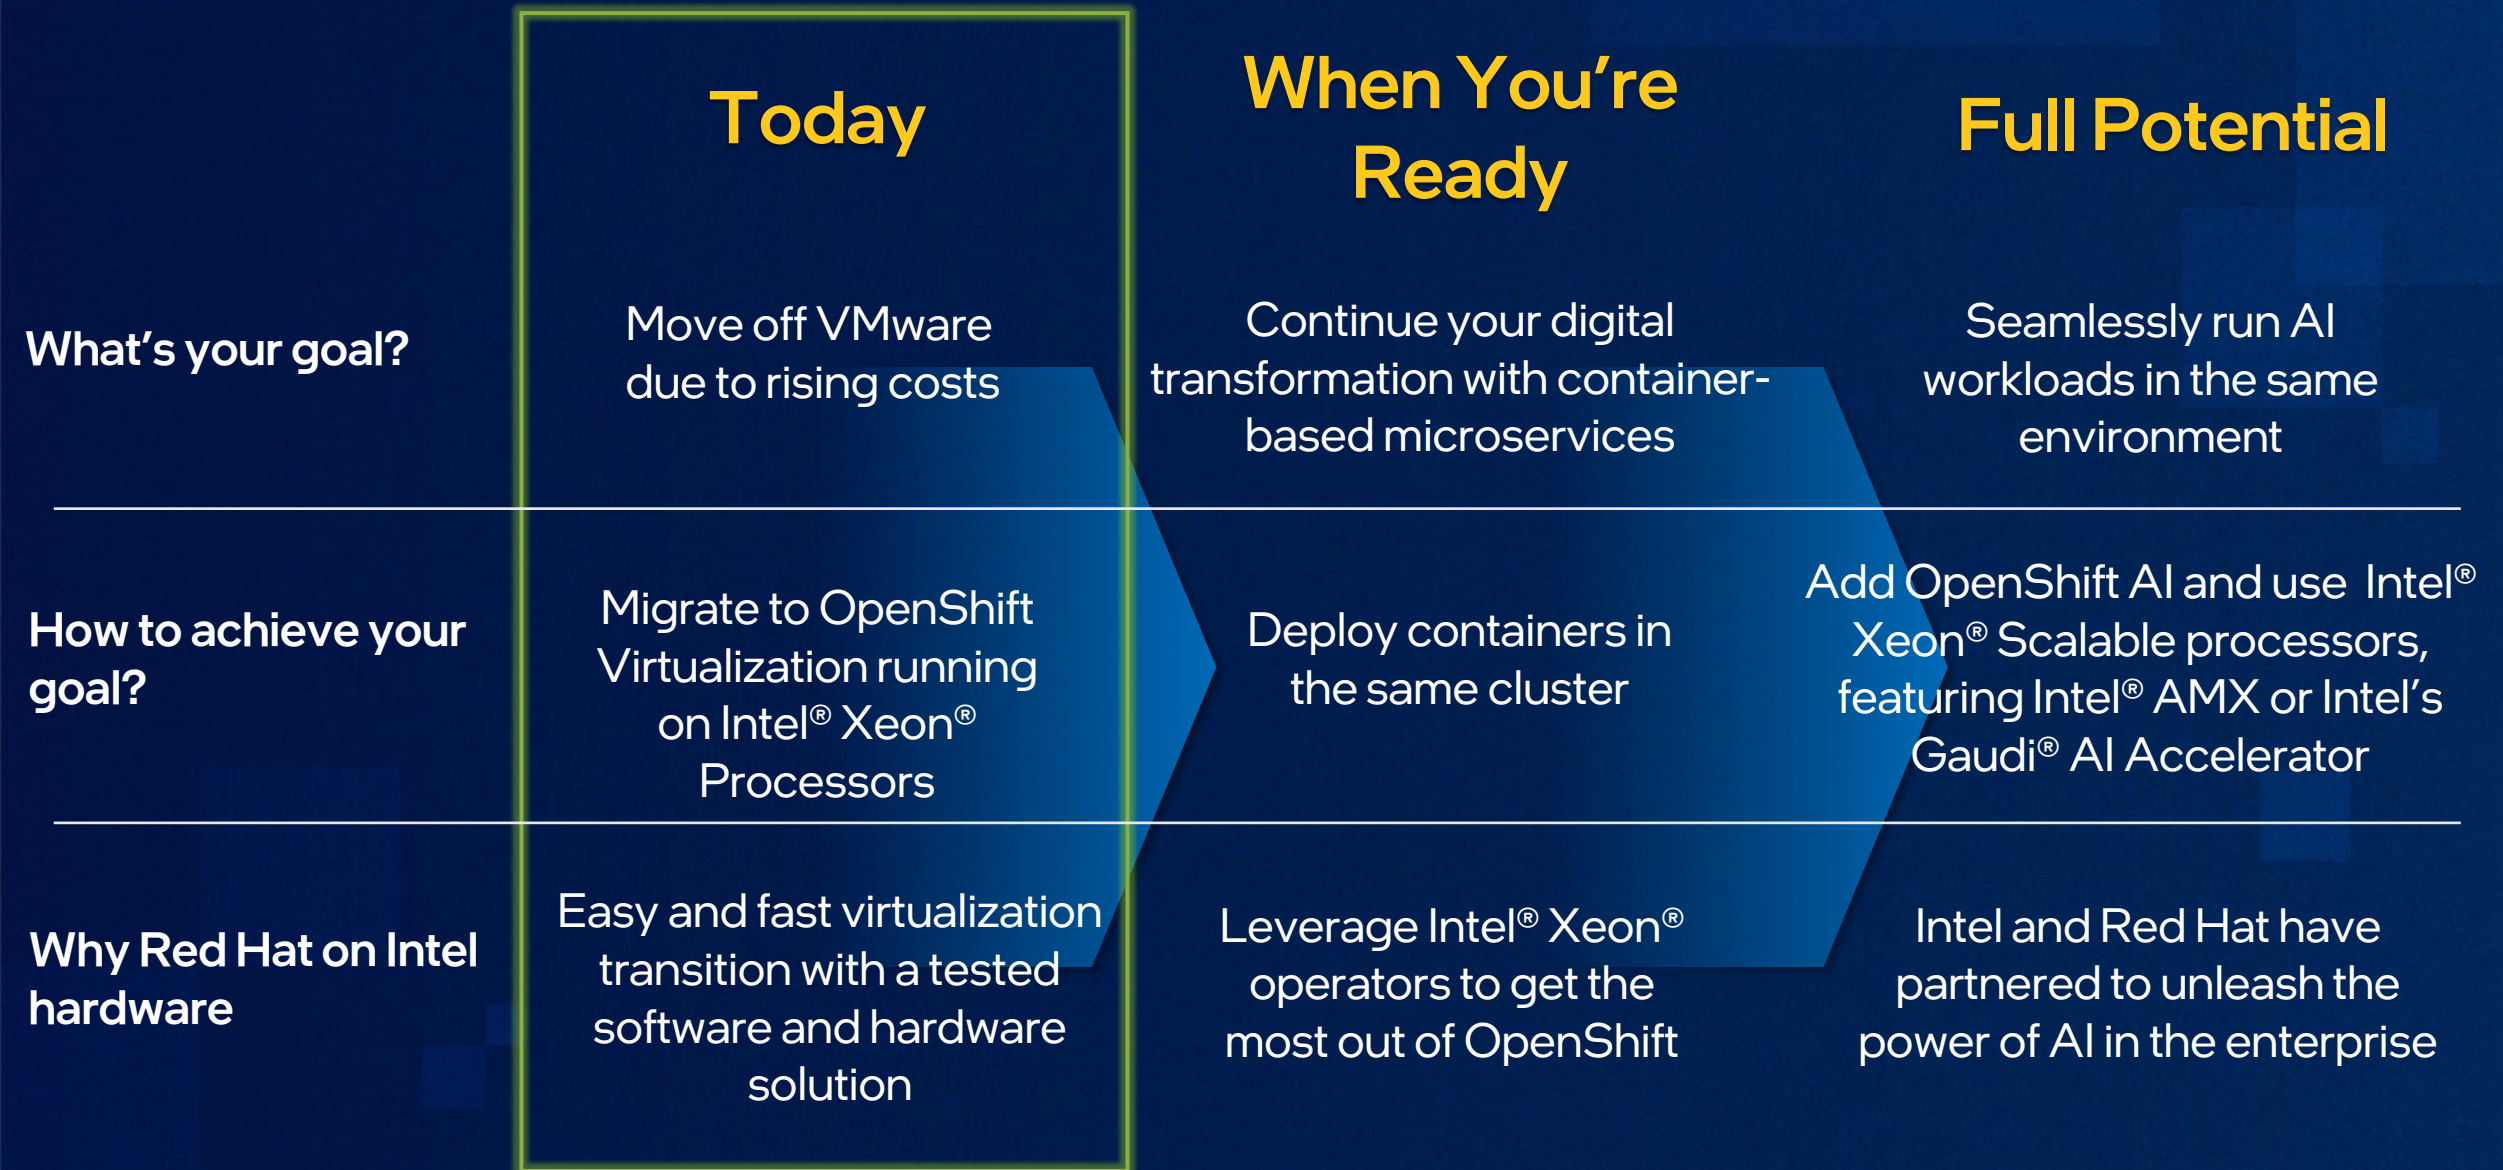 Today
When You’re
Ready
Full Potential
What’s your goal?
Move off VMware
due to rising costs
Continue your digital
transformation with container-
based microservices
Seamlessly run AI
workloads in the same
environment
How to achieve your
goal?
Migrate to OpenShift
Virtualization running
on Intel® Xeon®
Processors
Deploy containers in
the same cluster
Add OpenShift AI and use Intel®
Xeon® Scalable processors,
featuring Intel® AMX or Intel’s
Gaudi® AI Accelerator
Why Red Hat on Intel
hardware
Easy and fast virtualization
transition with a tested
software and hardware
solution
Leverage Intel® Xeon®
operators to get the
most out of OpenShift
Intel and Red Hat have
partnered to unleash the
power of AI in the enterprise